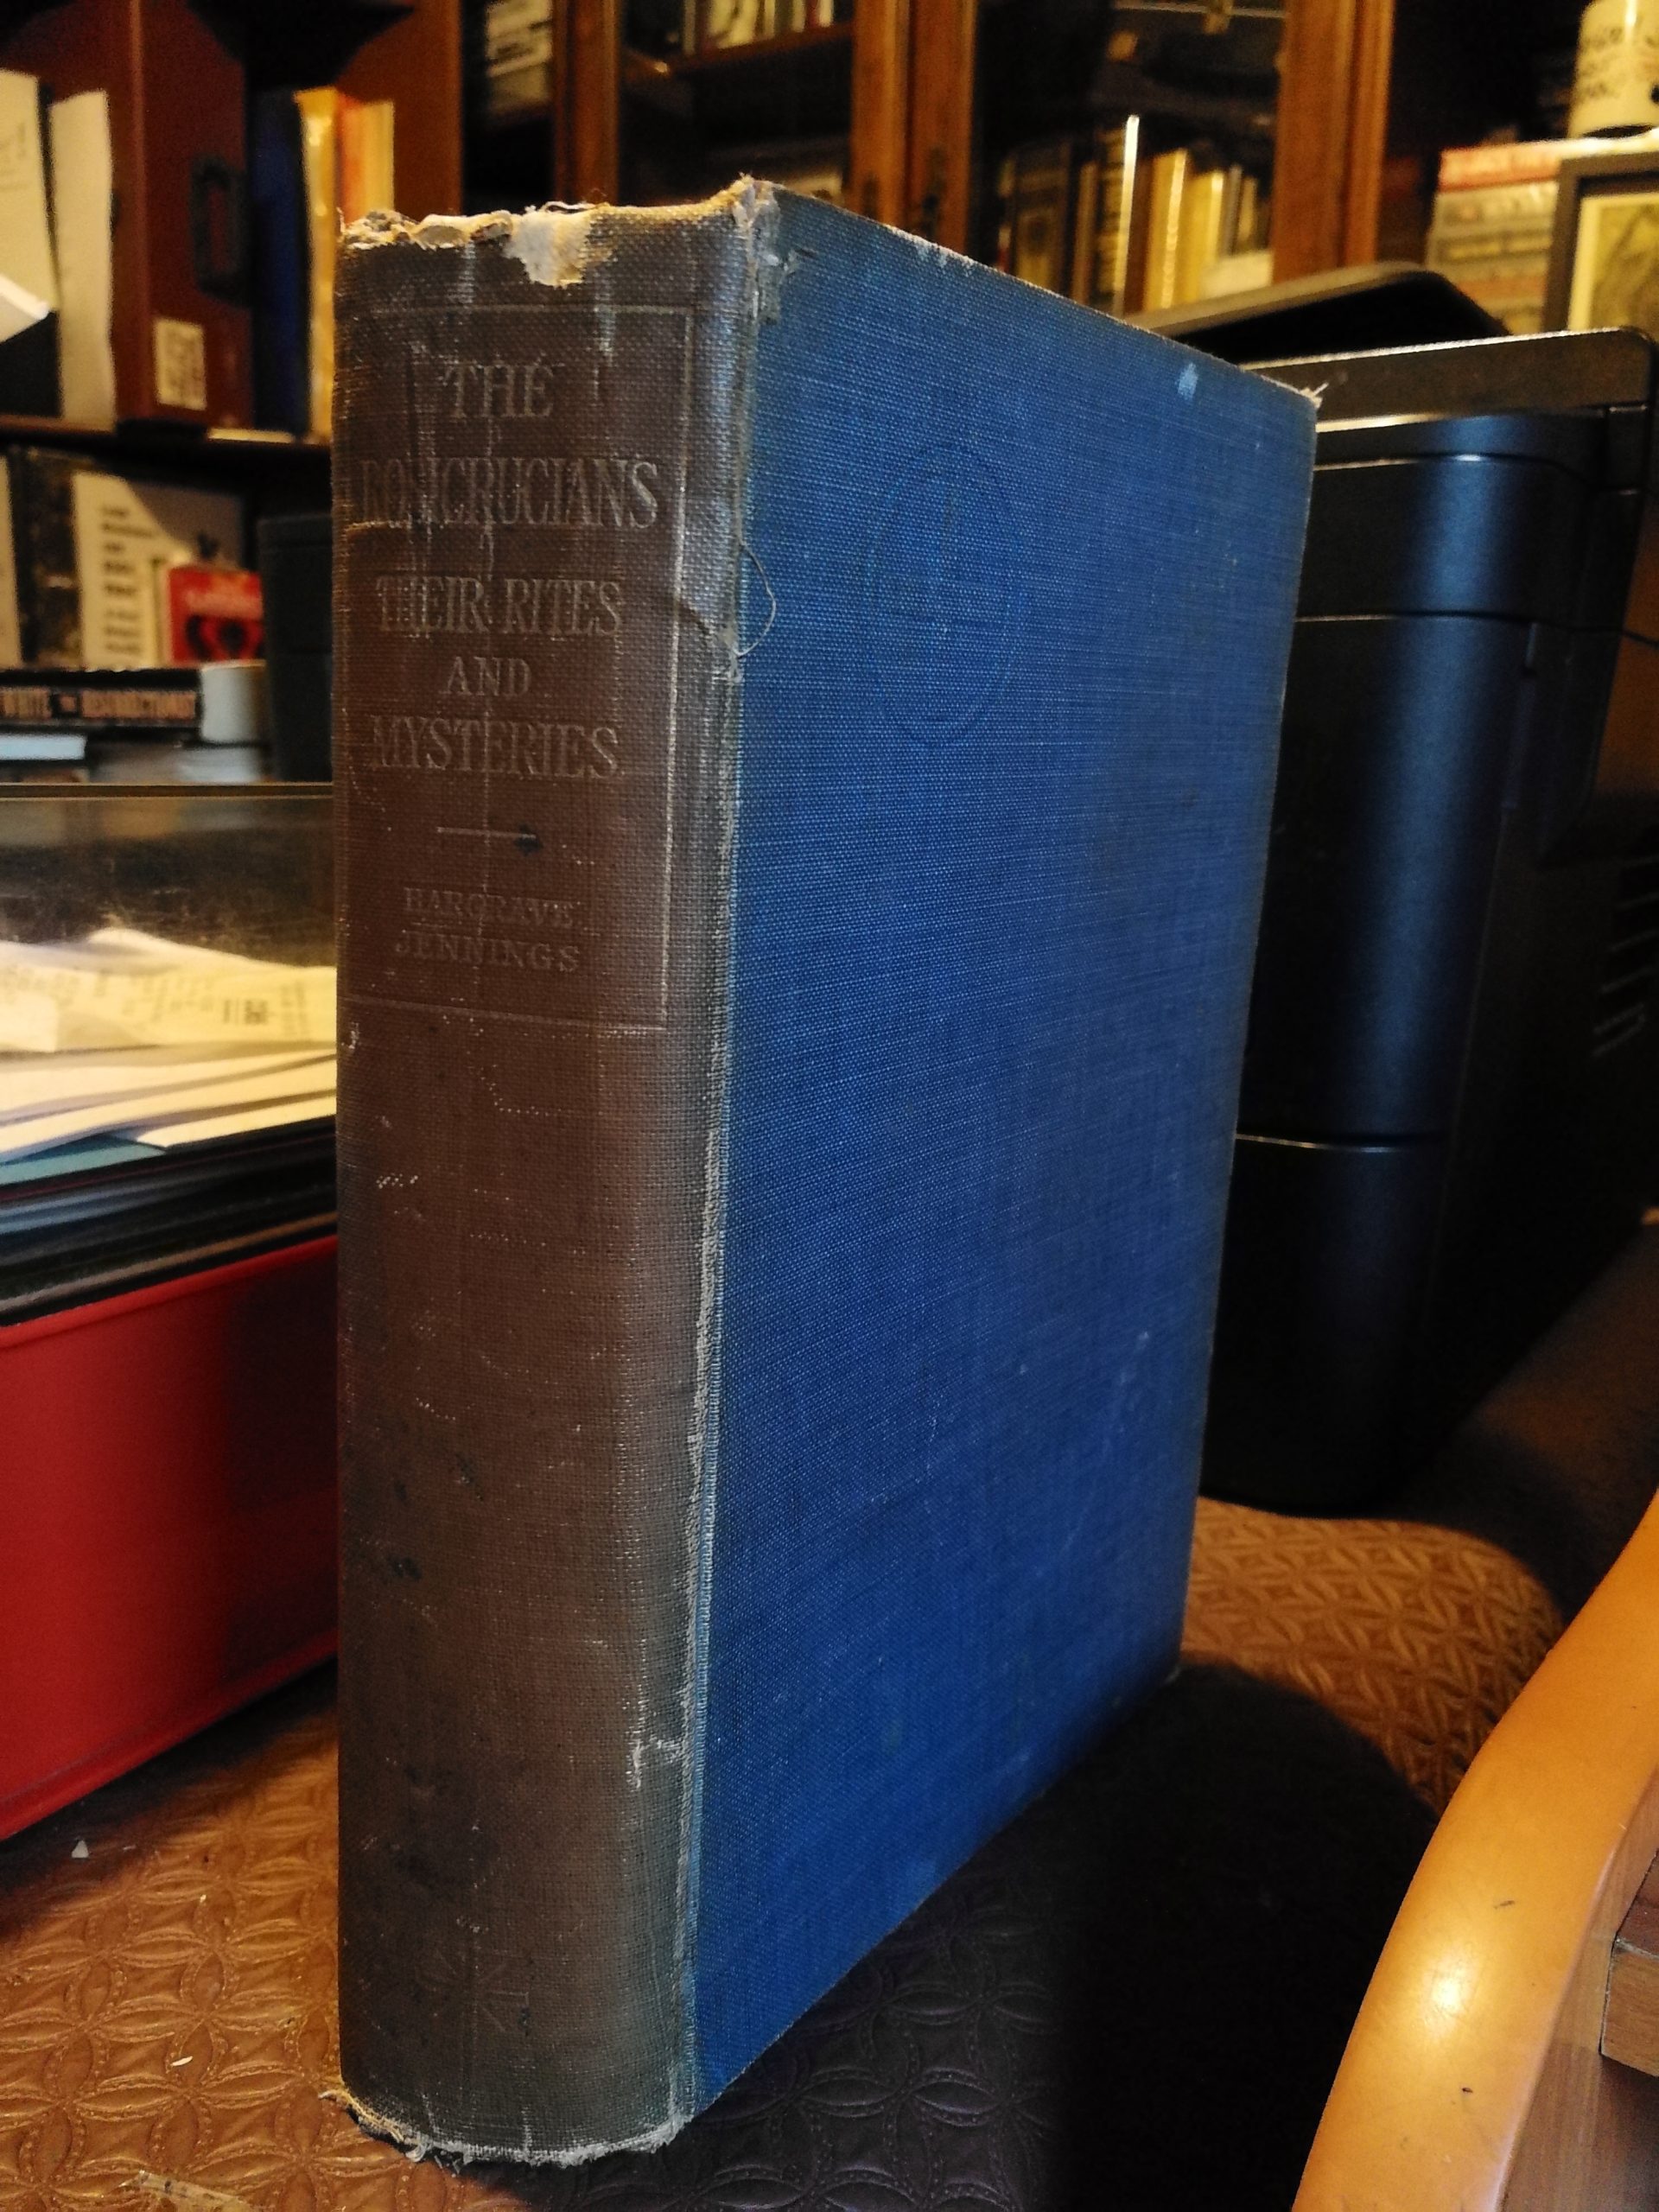 THE
ROSICRUCIANS
THEIR RITES
AND
MYSTERIES
HARGRAVE
JENNINGS